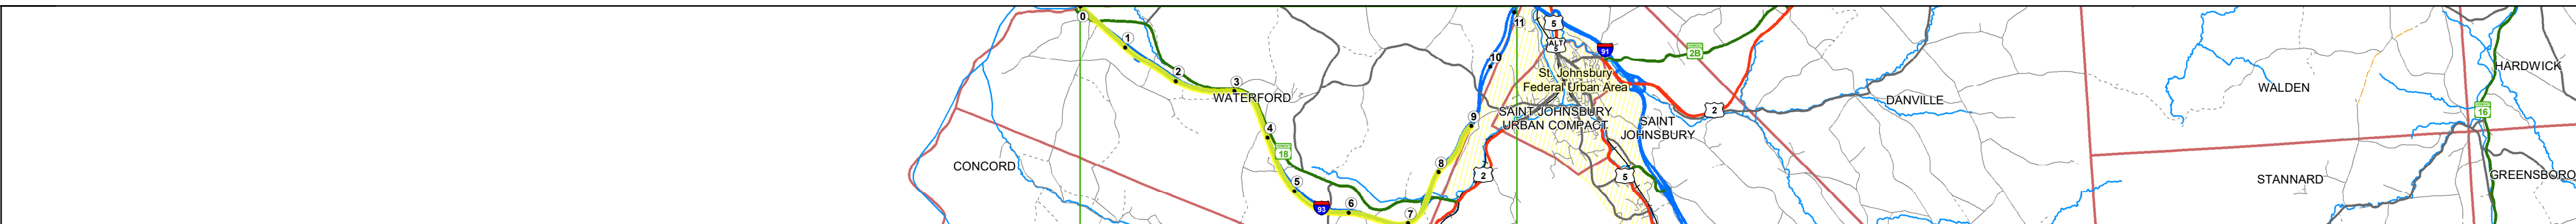 0
1
2
3
WATERFORD
4
18
5
93
6
7
8
9
10
11
CONCORD
2
5
ALT
5
91
2B
St. Johnsbury
Federal Urban Area
SAINT JOHNSBURY
URBAN COMPACT
SAINT
JOHNSBURY
5
2
DANVILLE
WALDEN
HARDWICK
16
STANNARD
GREENSBORO